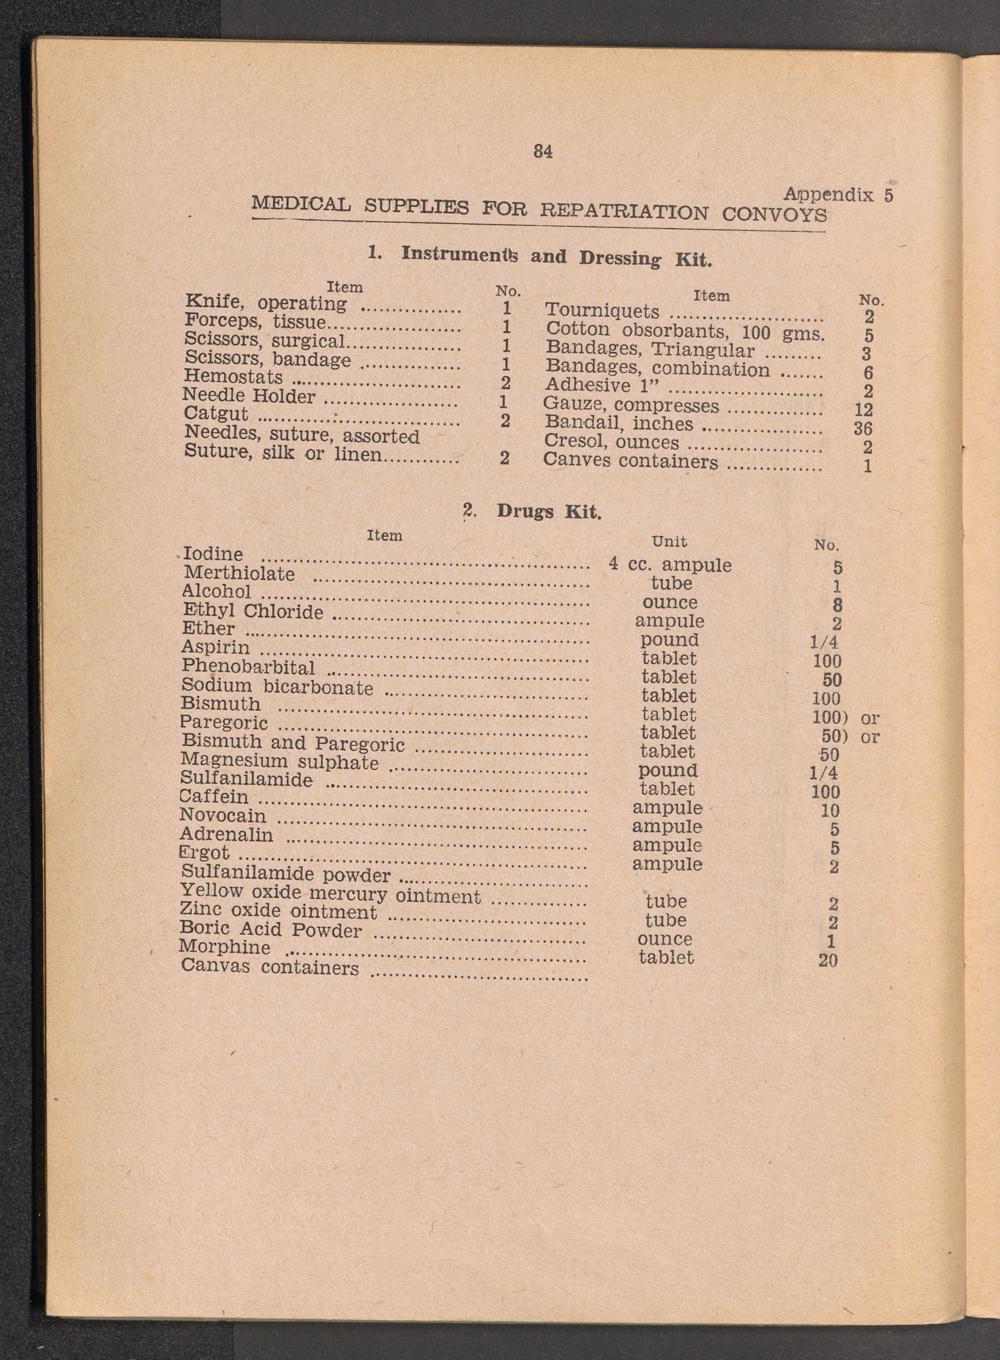 84
Appendix 5
MEDICAL SUPPLIES FOR REPATRIATION CONVOYS
1. Instruments and Dressing Kit.
Item No. Item No.
Knife, operating ................ 1 Tourniquets ........................ 2
Forceps, tissue..................... 1 Cotton obsorbants, 100 gms. 5
Scissors, surgical.................. 1 Bandages, Triangular ......... 3
Scissors, bandage ................ 1 Bandages, combination ....... 6
Hemostats .......................... 2 Adhesive 1” ........................ 2
Needle Holder ..................... 1 Gauze, compresses ............... 12
Catgut ................................ 2 Bandail, inches ................... 36
Needles, suture, assorted Cresol, ounces ..................... 2
Suture, silk or linen............ 2 Canves containers ............... 1
2. Drugs Kit.
Item Unit No.
Iodine .................................................... 4 cc. ampule 5
Merthiolate ............................................ tube 1
Alcohol .................................................. ounce 8
Ethyl Chloride ........................................ ampule 2
Ether ..................................................... pound 1/4
Aspirin ................................................... tablet 100
Phenobarbital ......................................... tablet 50
Sodium bicarbonate ................................ tablet 100
Bismuth ................................................ tablet 100) or
Paregoric ................................................ tablet 50) or
Bismuth and Paregoric ........................... tablet 50
Magnesium sulphate ............................... pound 1/4
Sulfanilamide ......................................... tablet 100
Caffein ................................................... ampule 10
Novocain ................................................ ampule 5
Adrenalin ............................................... ampule 5
Ergot ...................................................... ampule 2
Sulfanilamide powder .............................
Yellow oxide mercury ointment ............... tube 2
Zinc oxide ointment ................................ tube 2
Boric Acid Powder .................................. ounce 1
Morphine ............................................... tablet 20
Canvas containers ...................................